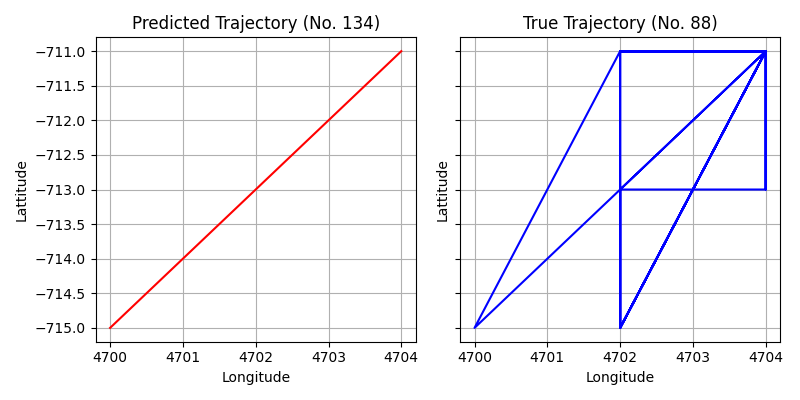 Predicted Trajectory (No. 134)
True Trajectory (No. 88)
−711.0
−711.5
−712.0
−712.5
−713.0
−713.5
−714.0
−714.5
−715.0
Lattitude
Lattitude
4700 4701 4702 4703 4704
4700 4701 4702 4703 4704
Longitude
Longitude